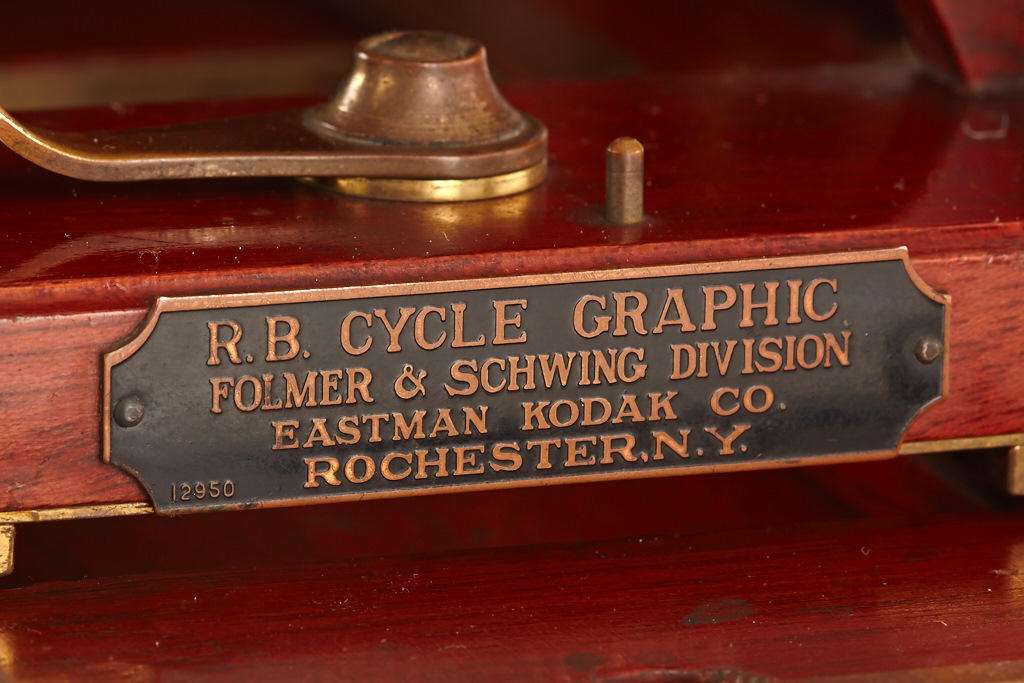 R.B. CYCLE GRAPHIC
FOLMER & SCHWING DIVISION
EASTMAN KODAK CO.
ROCHESTER, N.Y.
12950